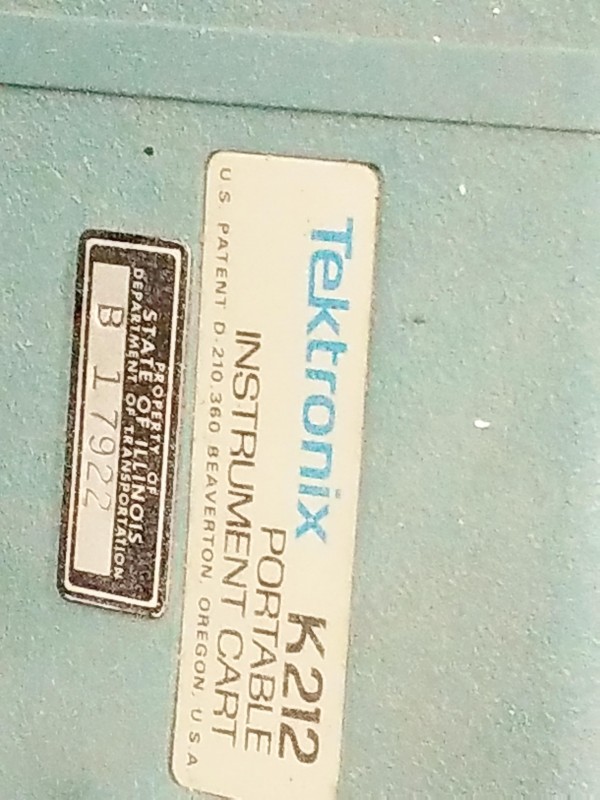 Tektronix K212
PORTABLE
INSTRUMENT CART
U.S. PATENT D-210,360 BEAVERTON, OREGON, U.S.A
PROPERTY OF
STATE OF ILLINOIS
DEPARTMENT OF TRANSPORTATION
B 17922